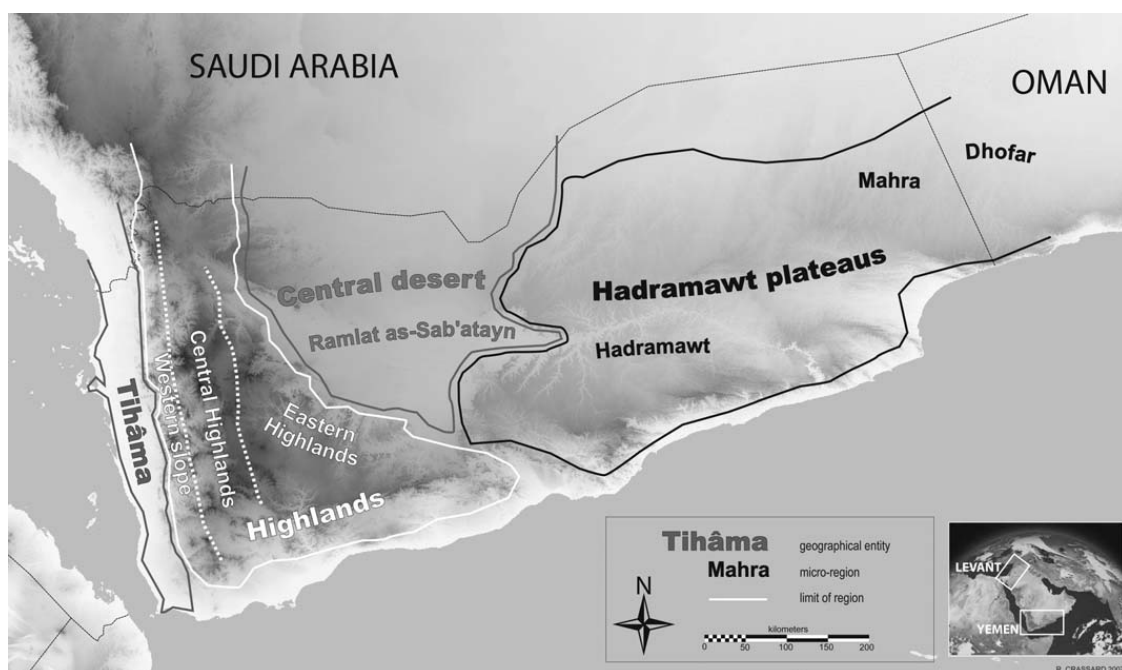 SAUDI ARABIA
OMAN
Dhofar
Mahra
Central desert
Hadramawt plateaus
Ramlat as-Sab'atayn
Hadramawt
Tihâma
Western slope
Central Highlands
Eastern
Highlands
Highlands
Tihâma geographical entity
Mahra micro-region
limit of region
N
kilometers
0 50 100 150 200
LEVANT
YEMEN
R. CRASSARD 2007